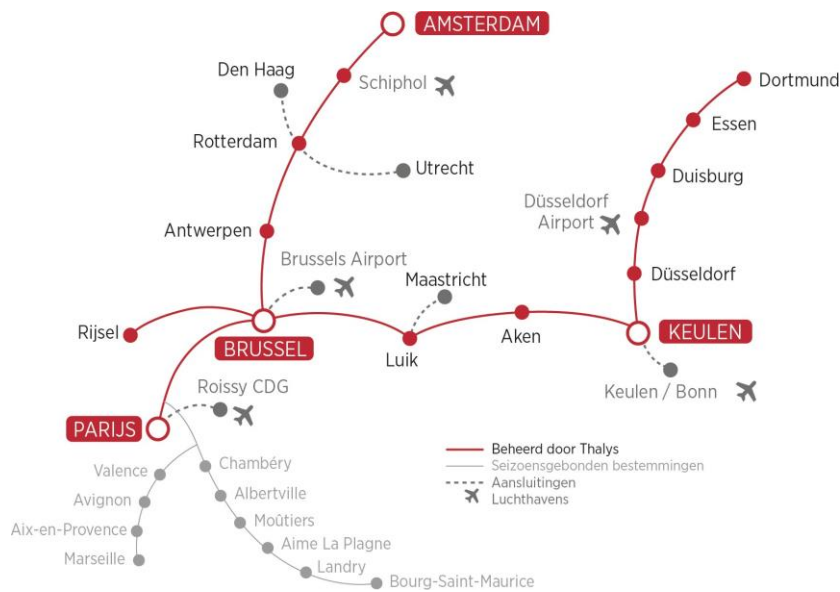 AMSTERDAM
Den Haag
Schiphol
Dortmund
Essen
Rotterdam
Utrecht
Duisburg
Düsseldorf
Airport
Antwerpen
Brussels Airport
Maastricht
Düsseldorf
Rijsel
BRUSSEL
Luik
Aken
KEULEN
Roissy CDG
Keulen / Bonn
PARIJS
Valence
Chambéry
Avignon
Albertville
Aix-en-Provence
Moûtiers
Marseille
Aime La Plagne
Landry
Bourg-Saint-Maurice
Beheerd door Thalys
Seizoensgebonden bestemmingen
Aansluitingen
Luchthavens